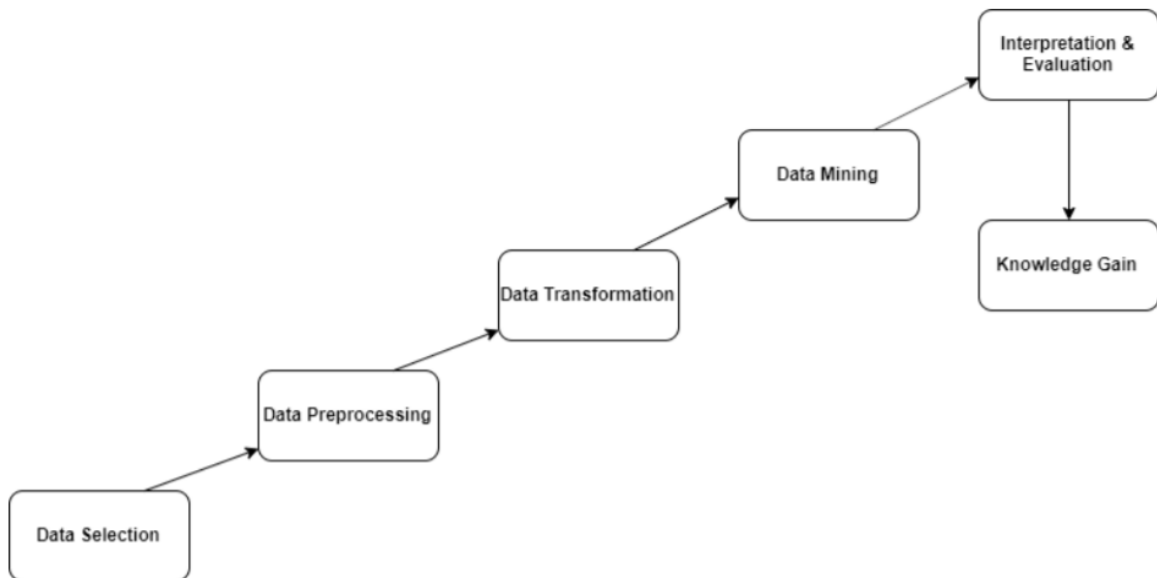 Interpretation &
Evaluation
Data Mining
Knowledge Gain
Data Transformation
Data Preprocessing
Data Selection